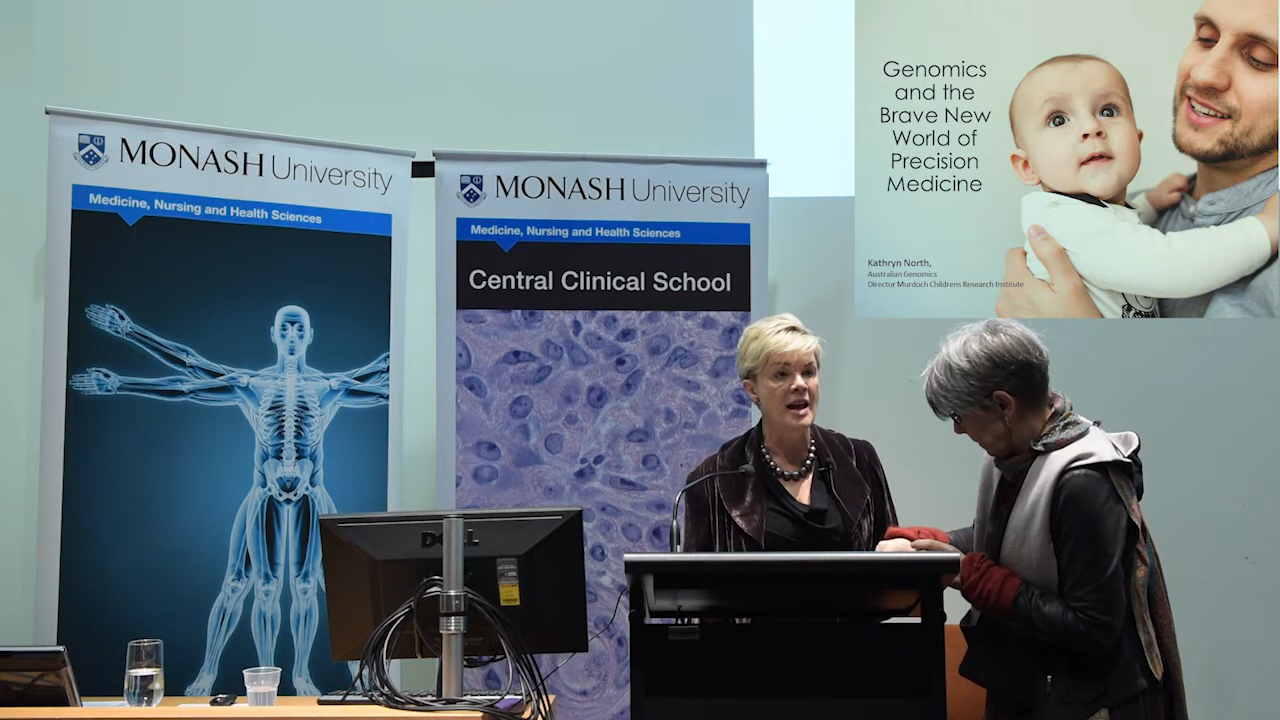 MONASH University
Medicine, Nursing and Health Sciences
MONASH University
Medicine, Nursing and Health Sciences
Central Clinical School
Genomics
and the
Brave New
World of
Precision
Medicine
Kathryn North,
Australian Genomics
Director Murdoch Childrens Research Institute
DELL